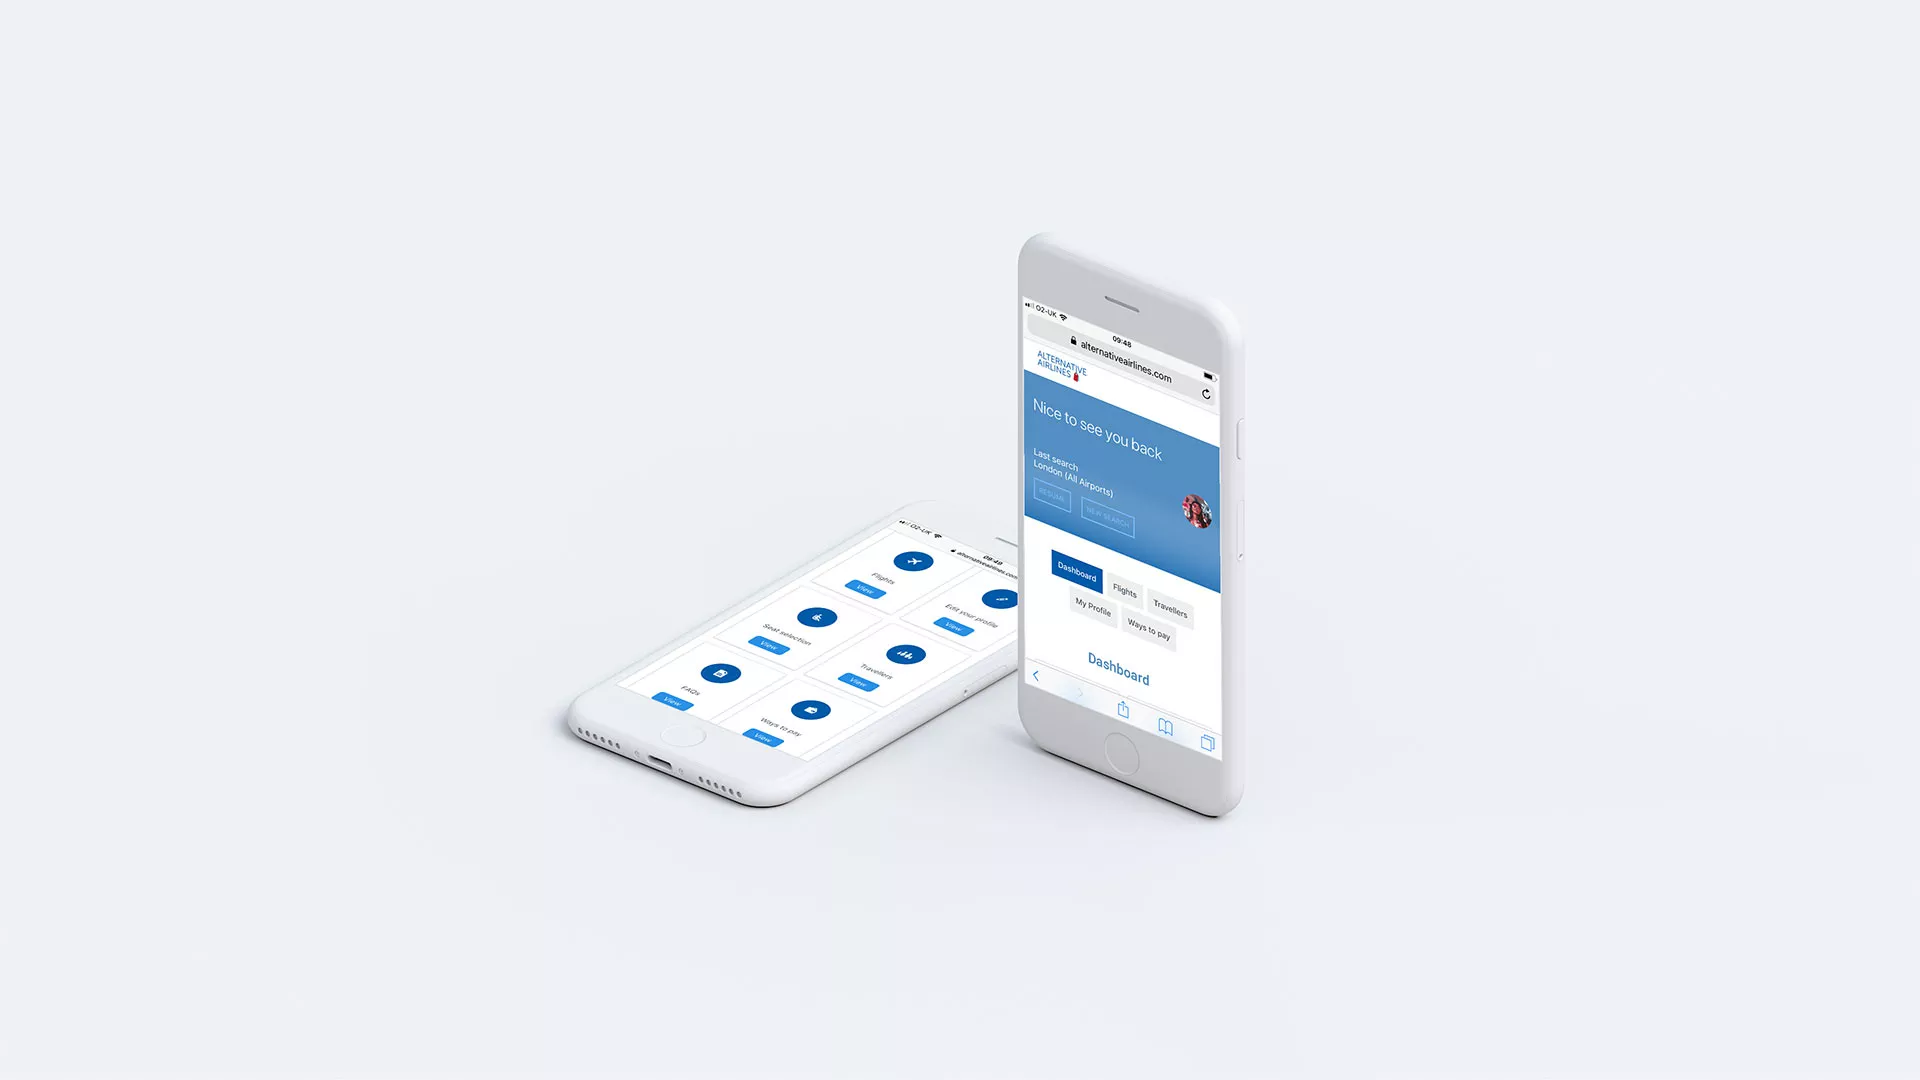 O2-UK
09:48
alternativeairlines.com
Flights
View
Edit your profile
View
Seat selection
View
Travellers
View
FAQs
View
Ways to pay
View
O2-UK
09:48
alternativeairlines.com
ALTERNATIVE
AIRLINES
Nice to see you back
Last search
London (All Airports)
RESUME
NEW SEARCH
Dashboard
Flights
Travellers
My Profile
Ways to pay
Dashboard